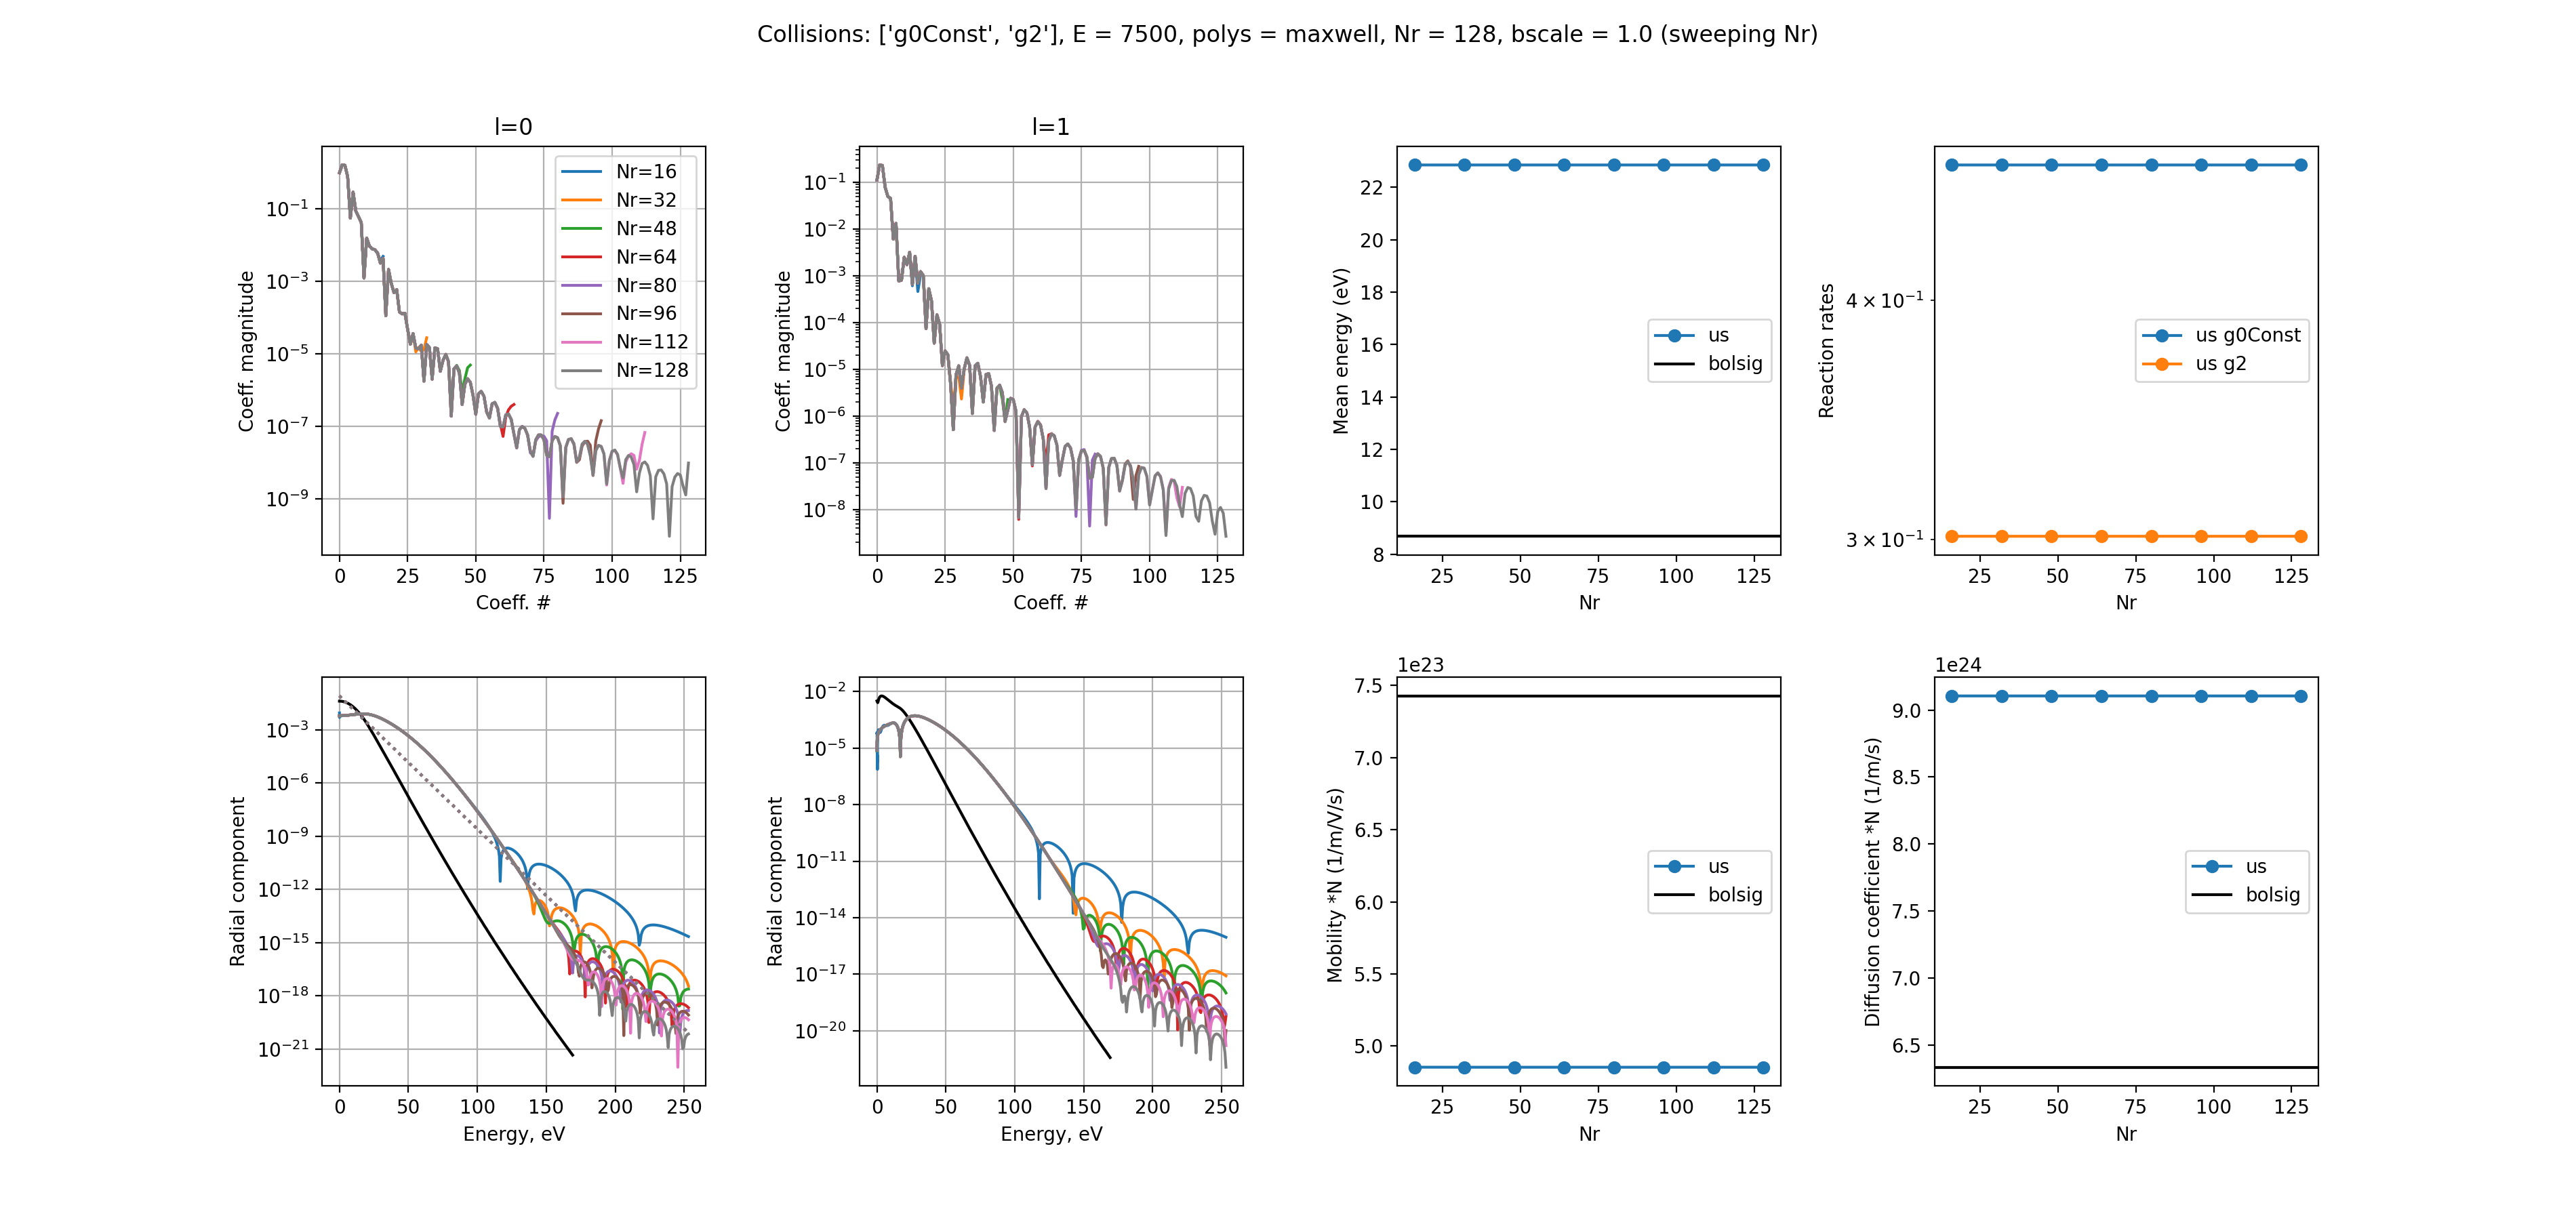 Collisions: ['g0Const', 'g2'], E = 7500, polys = maxwell, Nr = 128, bscale = 1.0 (sweeping Nr)
l=0
Coeff. magnitude
10⁻¹
10⁻³
10⁻⁵
10⁻⁷
10⁻⁹
Nr=16
Nr=32
Nr=48
Nr=64
Nr=80
Nr=96
Nr=112
Nr=128
0 25 50 75 100 125
Coeff. #
l=1
Coeff. magnitude
10⁻¹
10⁻²
10⁻³
10⁻⁴
10⁻⁵
10⁻⁶
10⁻⁷
10⁻⁸
0 25 50 75 100 125
Coeff. #
Mean energy (eV)
22
20
18
16
14
12
10
8
us
bolsig
25 50 75 100 125
Nr
Reaction rates
4 × 10⁻¹
3 × 10⁻¹
us g0Const
us g2
25 50 75 100 125
Nr
Radial component
10⁻³
10⁻⁶
10⁻⁹
10⁻¹²
10⁻¹⁵
10⁻¹⁸
10⁻²¹
0 50 100 150 200 250
Energy, eV
Radial component
10⁻²
10⁻⁵
10⁻⁸
10⁻¹¹
10⁻¹⁴
10⁻¹⁷
10⁻²⁰
0 50 100 150 200 250
Energy, eV
1e23
Mobility *N (1/m/V/s)
7.5
7.0
6.5
6.0
5.5
5.0
us
bolsig
25 50 75 100 125
Nr
1e24
Diffusion coefficient *N (1/m/s)
9.0
8.5
8.0
7.5
7.0
6.5
us
bolsig
25 50 75 100 125
Nr